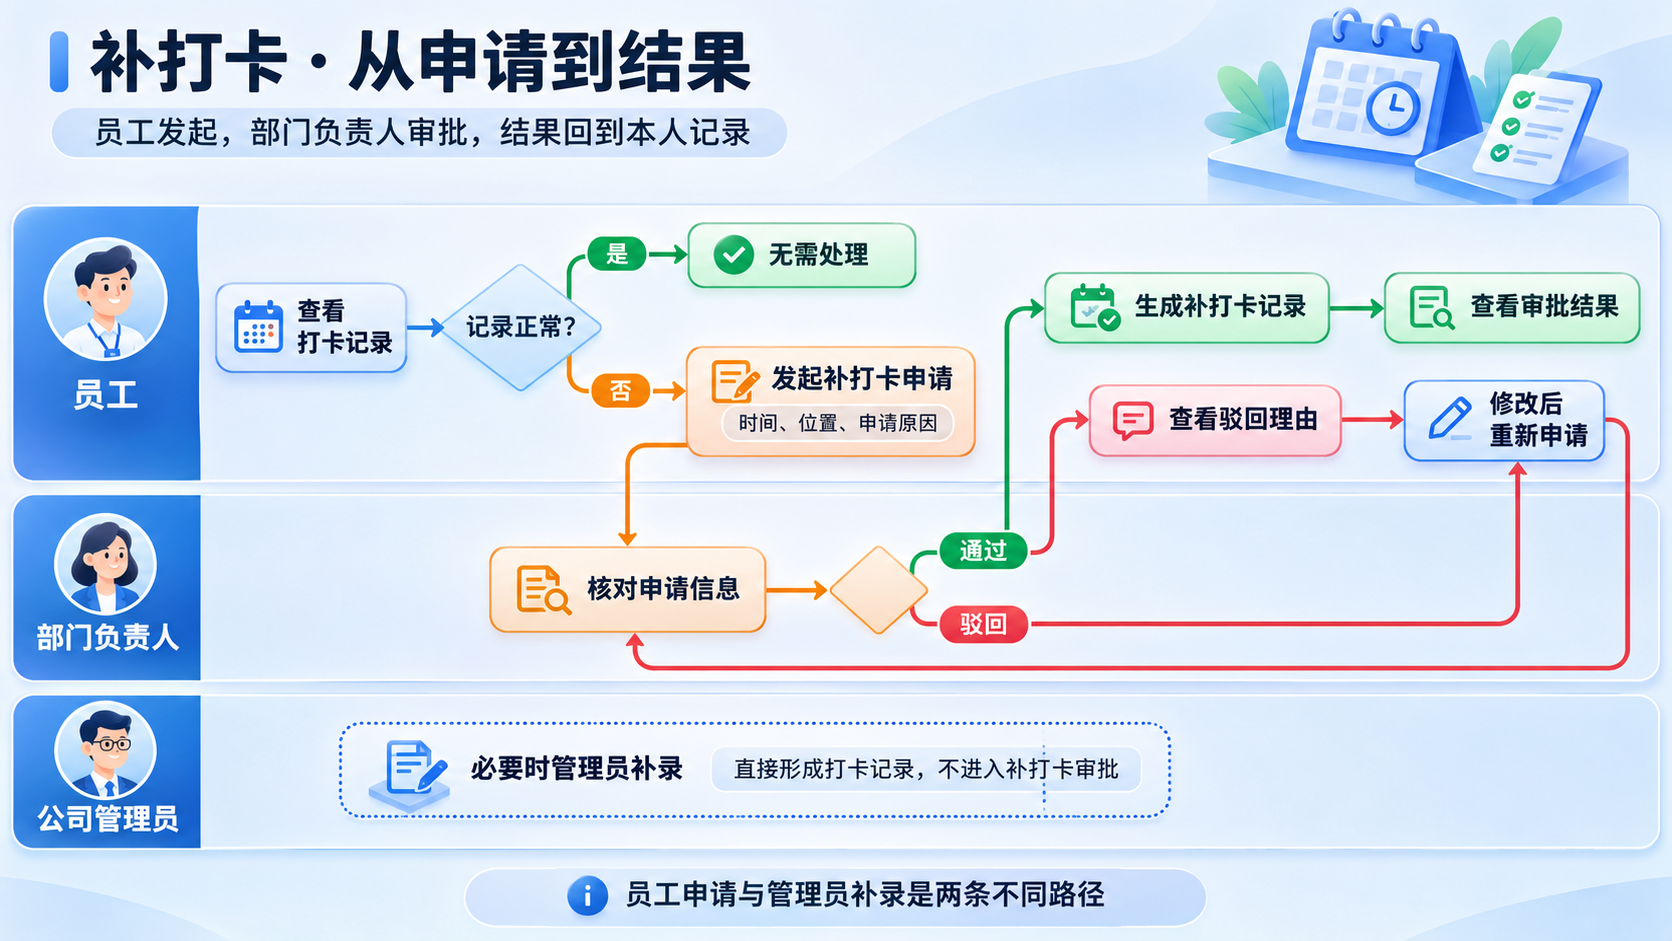 补打卡·从申请到结果
员工发起，部门负责人审批，结果回到本人记录
员工
查看
打卡记录
记录正常？
是
无需处理
否
发起补打卡申请
时间、位置、申请原因
生成补打卡记录
查看审批结果
查看驳回理由
修改后
重新申请
部门负责人
核对申请信息
通过
驳回
公司管理员
必要时管理员补录
直接形成打卡记录，不进入补打卡审批
员工申请与管理员补录是两条不同路径